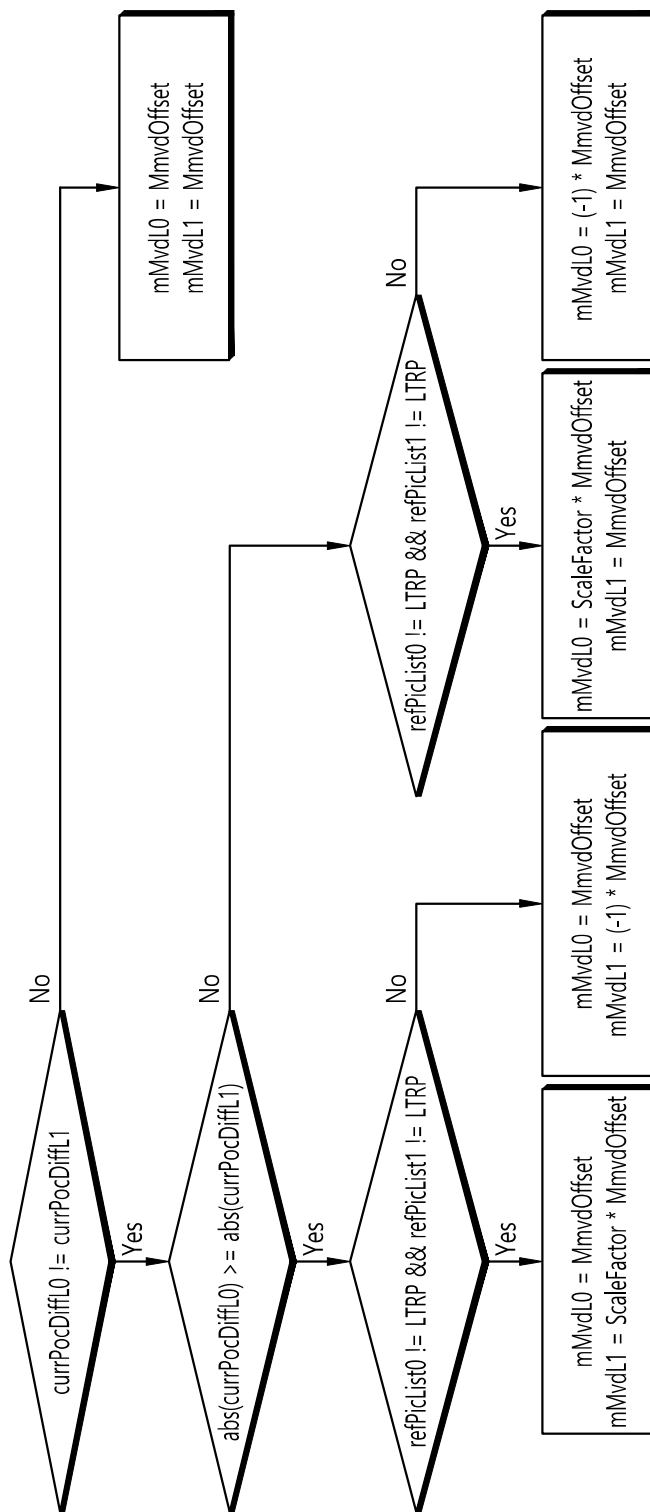 currPocDiffL0 != currPocDiffL1
No
Yes
mMvdL0 = MmvdOffset
mMvdL1 = MmvdOffset
abs(currPocDiffL0) >= abs(currPocDiffL1)
No
Yes
refPicList0 != LTRP && refPicList1 != LTRP
No
Yes
refPicList0 != LTRP && refPicList1 != LTRP
No
Yes
mMvdL0 = MmvdOffset
mMvdL1 = ScaleFactor * MmvdOffset
mMvdL0 = MmvdOffset
mMvdL1 = (-1) * MmvdOffset
mMvdL0 = ScaleFactor * MmvdOffset
mMvdL1 = MmvdOffset
mMvdL0 = (-1) * MmvdOffset
mMvdL1 = MmvdOffset